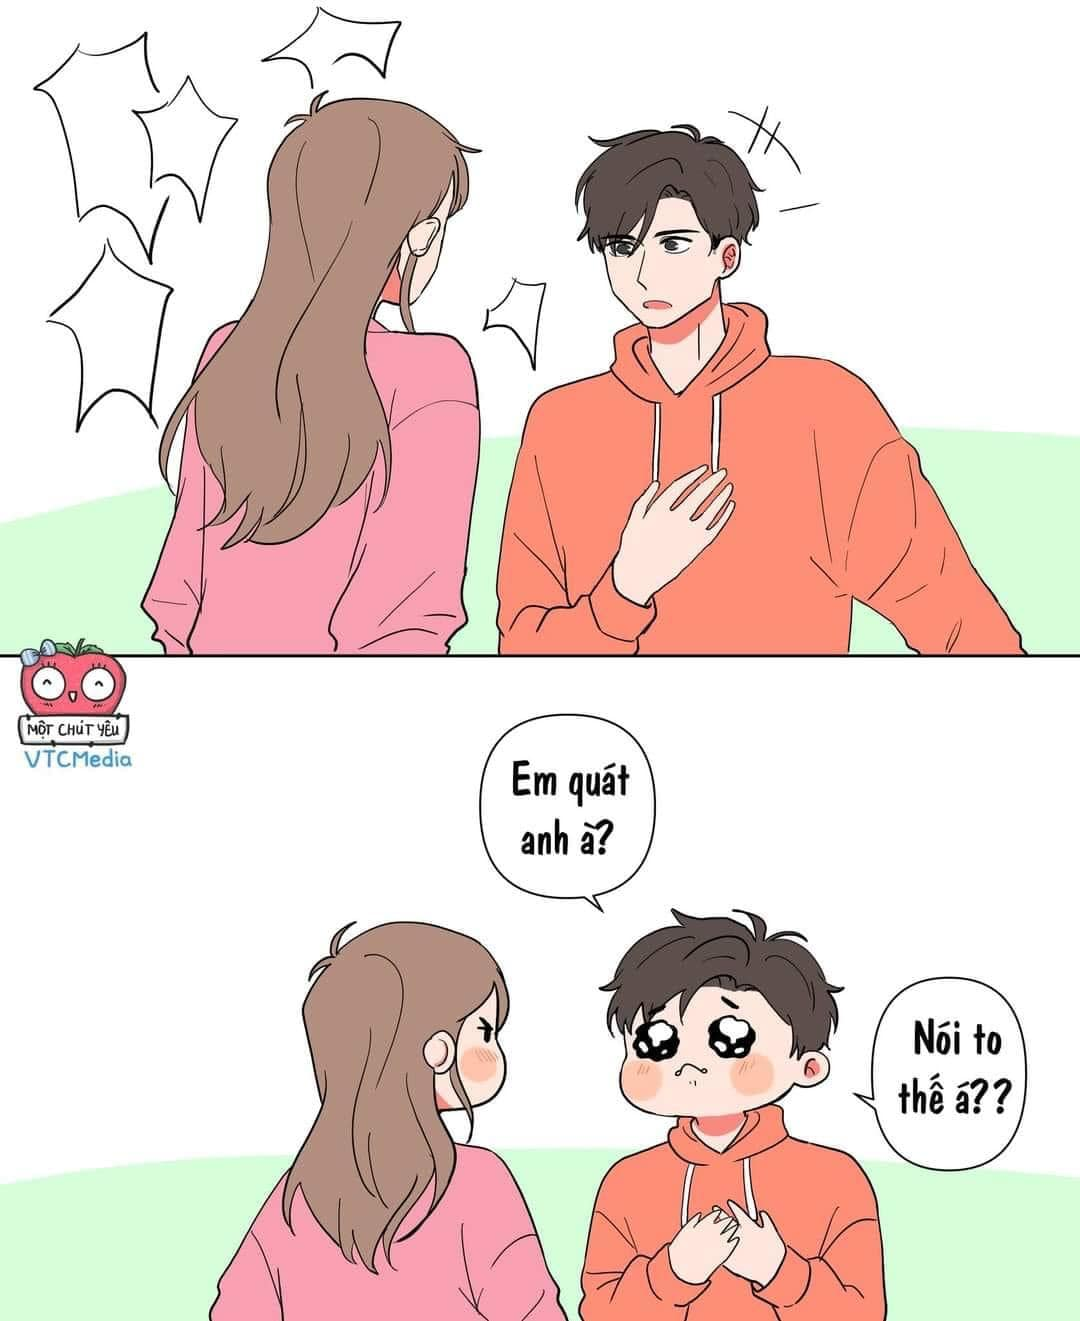 MỘT CHÚT YÊU
VTCMedia
Em quát
anh à?
Nói to
thế á??